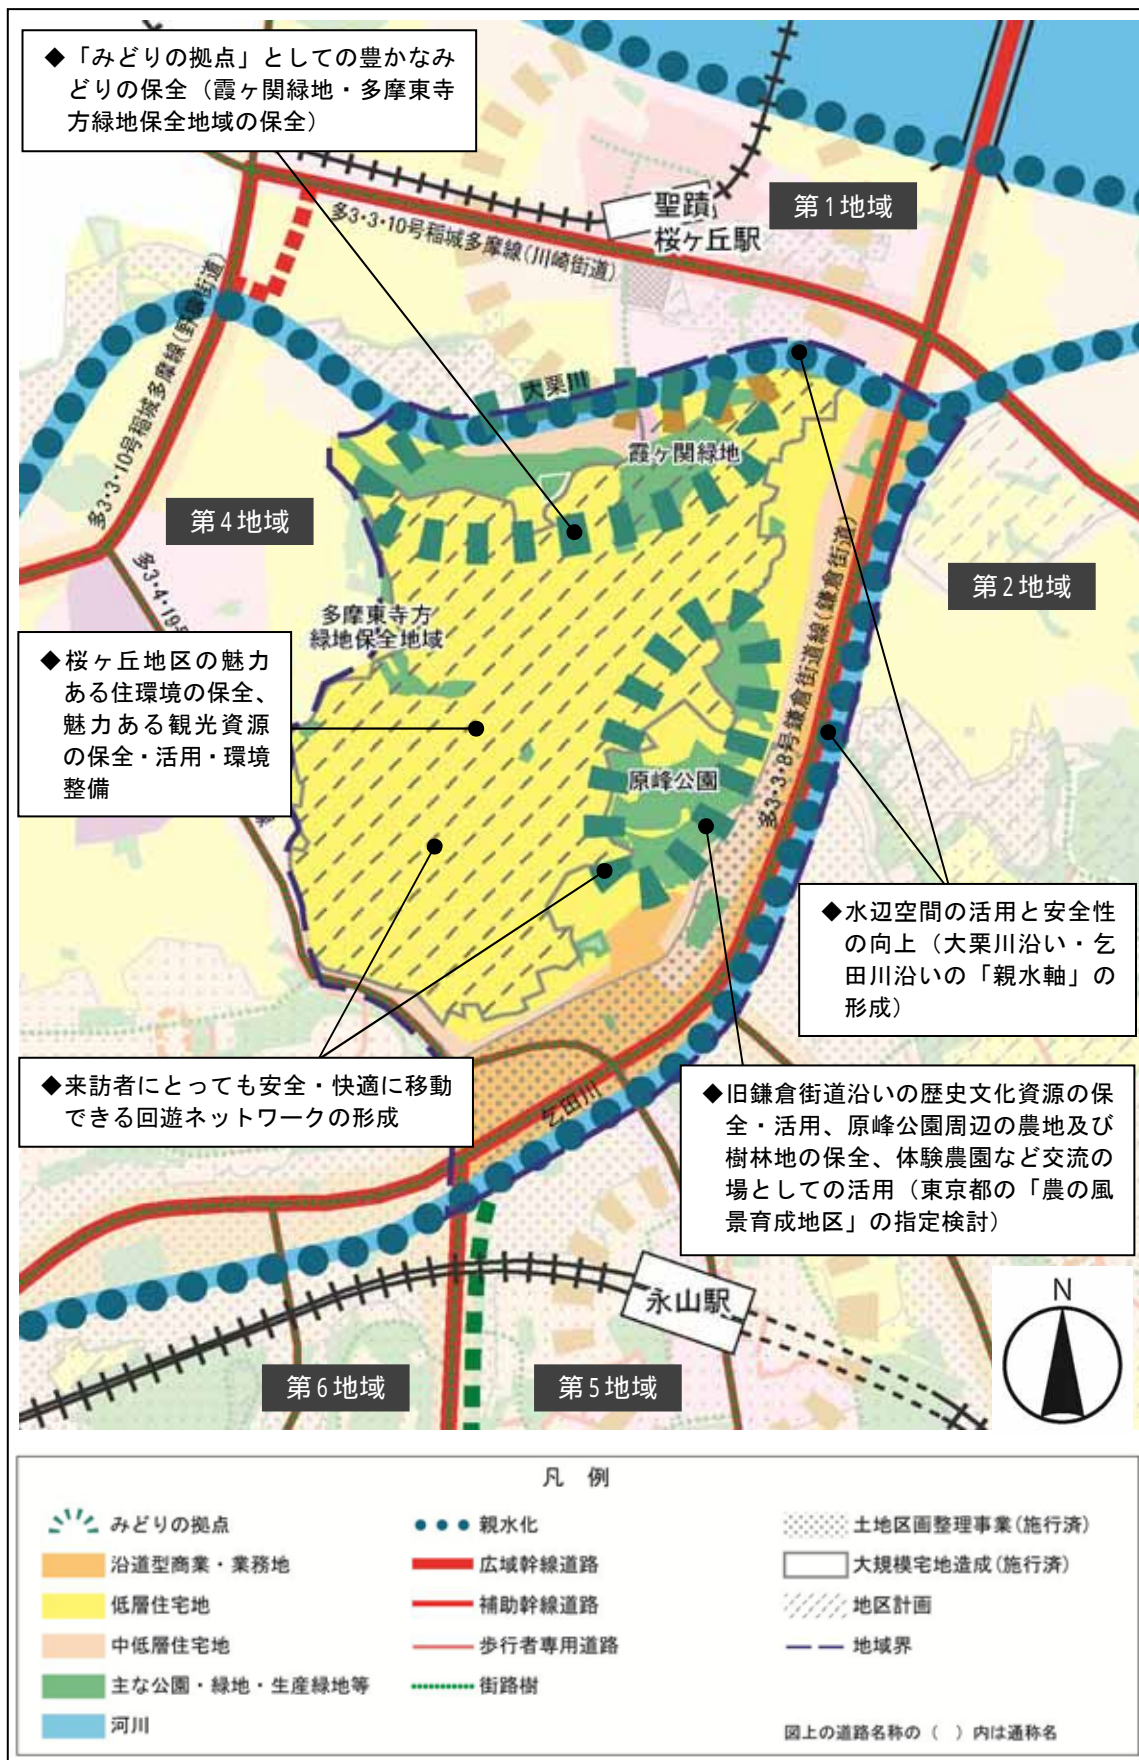 ◆「みどりの拠点」としての豊かなみ
どりの保全（霞ヶ関緑地・多摩東寺
方緑地保全地域の保全）
聖蹟
桜ヶ丘駅
第1地域
多3・3・10号稲城多摩線(川崎街道)
多3・3・10号稲城多摩線(野猿街道)
大栗川
霞ヶ関緑地
第4地域
第2地域
多摩東寺方
緑地保全地域
◆桜ヶ丘地区の魅力
ある住環境の保全、
魅力ある観光資源
の保全・活用・環境
整備
原峰公園
多3・3・8号鎌倉街道線(鎌倉街道)
◆水辺空間の活用と安全性
の向上（大栗川沿い・乞
田川沿いの「親水軸」の
形成）
◆来訪者にとっても安全・快適に移動
できる回遊ネットワークの形成
乞田川
◆旧鎌倉街道沿いの歴史文化資源の保
全・活用、原峰公園周辺の農地及び
樹林地の保全、体験農園など交流の
場としての活用（東京都の「農の風
景育成地区」の指定検討）
永山駅
N
第6地域
第5地域
凡 例
みどりの拠点
沿道型商業・業務地
低層住宅地
中低層住宅地
主な公園・緑地・生産緑地等
河川
親水化
広域幹線道路
補助幹線道路
歩行者専用道路
街路樹
土地区画整理事業(施行済)
大規模宅地造成(施行済)
地区計画
地域界
図上の道路名称の（ ）内は通称名